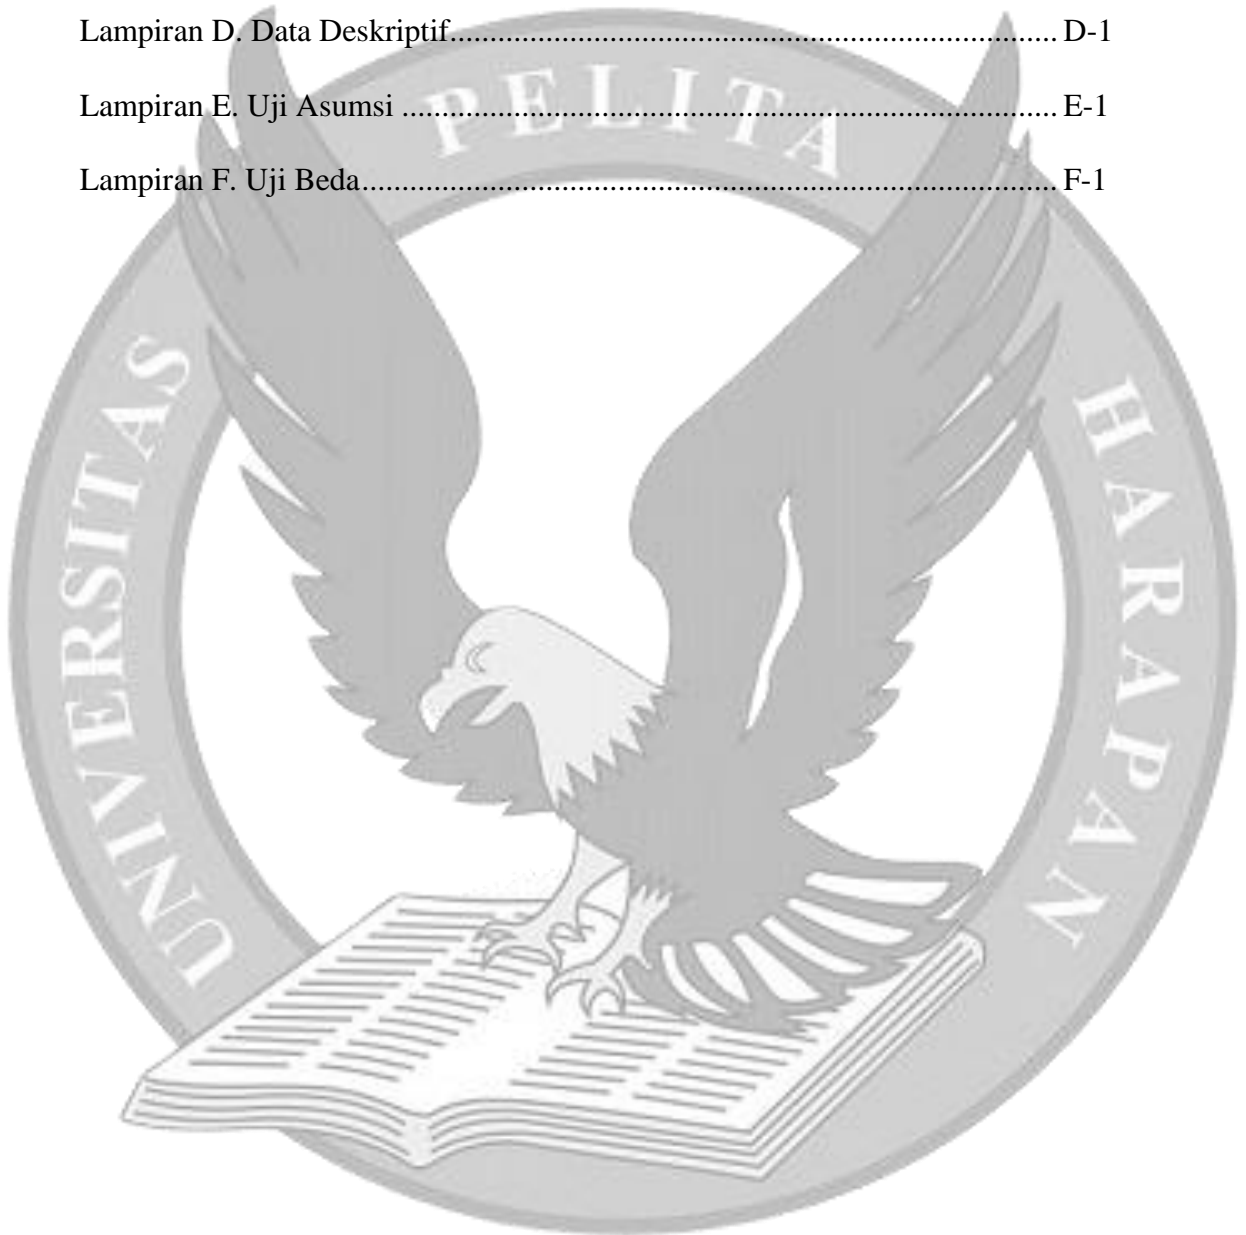 Lampiran D. Data Deskriptif............................................................................ D-1
Lampiran E. Uji Asumsi .................................................................................. E-1
Lampiran F. Uji Beda....................................................................................... F-1
UNIVERSITAS PELITA HARAPAN